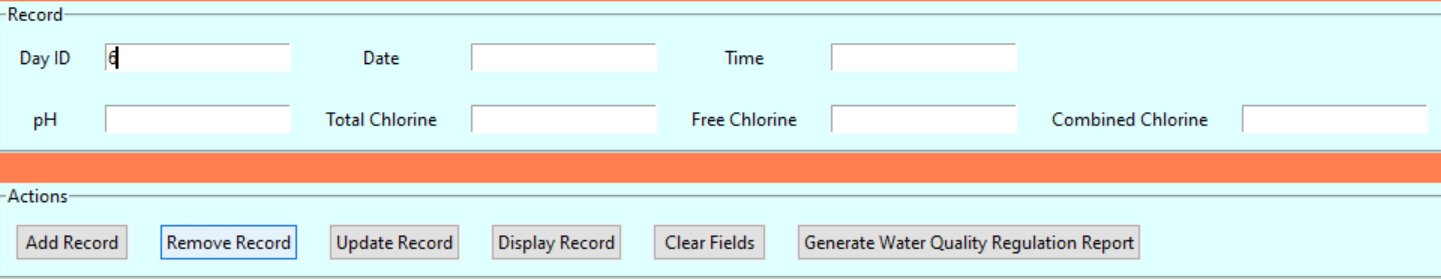 Record
Day ID 6 Date Time
pH Total Chlorine Free Chlorine Combined Chlorine
Actions
Add Record Remove Record Update Record Display Record Clear Fields Generate Water Quality Regulation Report